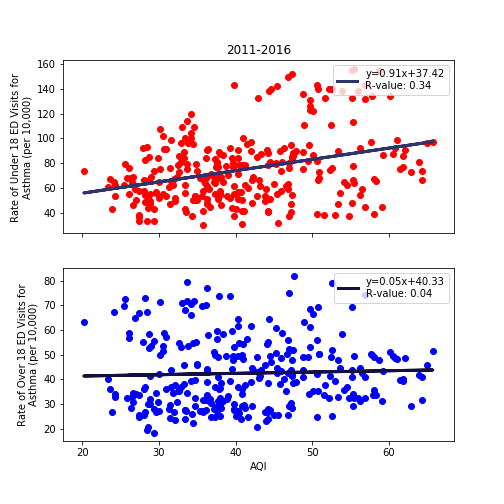 2011-2016
Rate of Under 18 ED Visits for
Asthma (per 10,000)
160
140
120
100
80
60
40
y=0.91x+37.42
R-value: 0.34
Rate of Over 18 ED Visits for
Asthma (per 10,000)
80
70
60
50
40
30
20
y=0.05x+40.33
R-value: 0.04
20
30
40
50
60
AQI